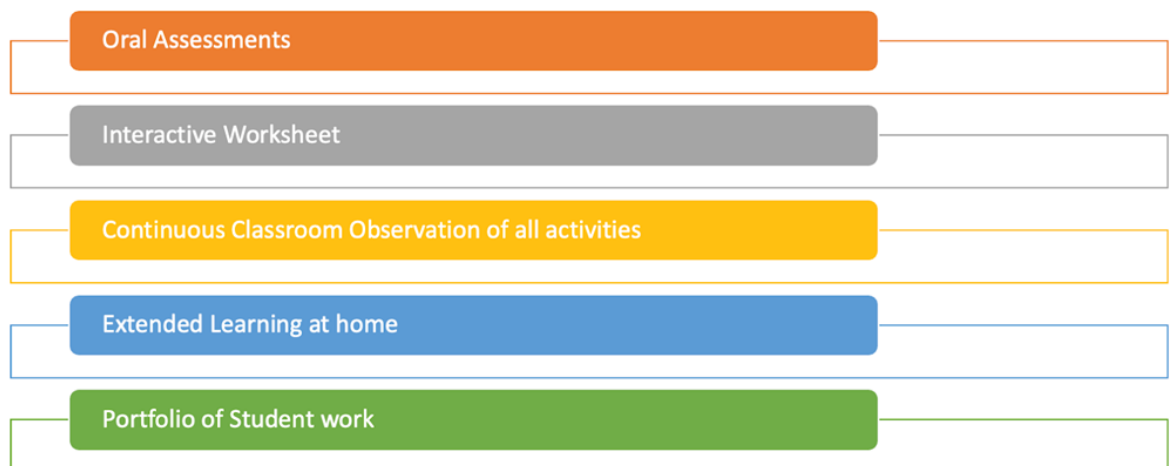 Oral Assessments
Interactive Worksheet
Continuous Classroom Observation of all activities
Extended Learning at home
Portfolio of Student work